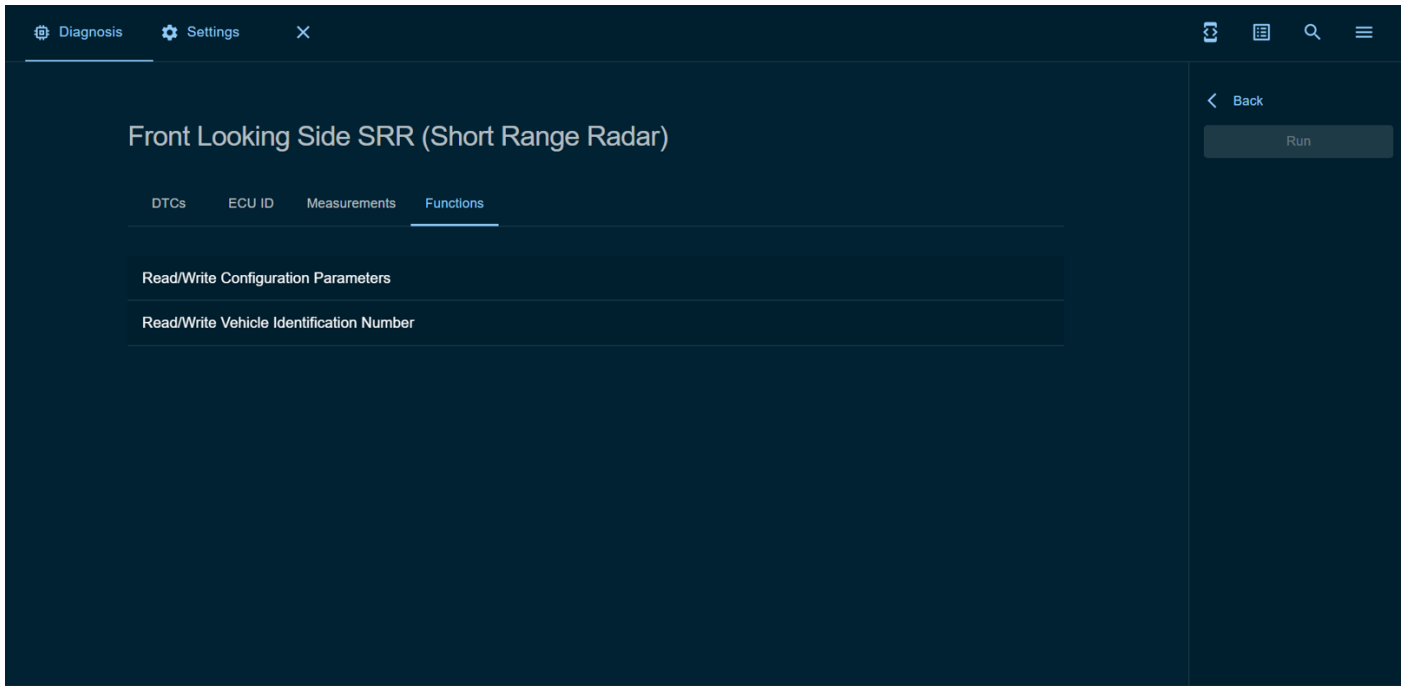 Diagnosis Settings
Back
Run
Front Looking Side SRR (Short Range Radar)
DTCs ECU ID Measurements Functions
Read/Write Configuration Parameters
Read/Write Vehicle Identification Number